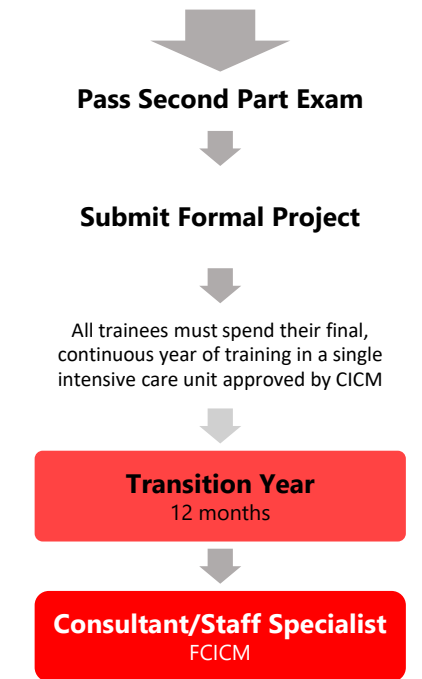 Pass Second Part Exam
Submit Formal Project
All trainees must spend their final,
continuous year of training in a single
intensive care unit approved by CICM
Transition Year
12 months
Consultant/Staff Specialist
FCICM